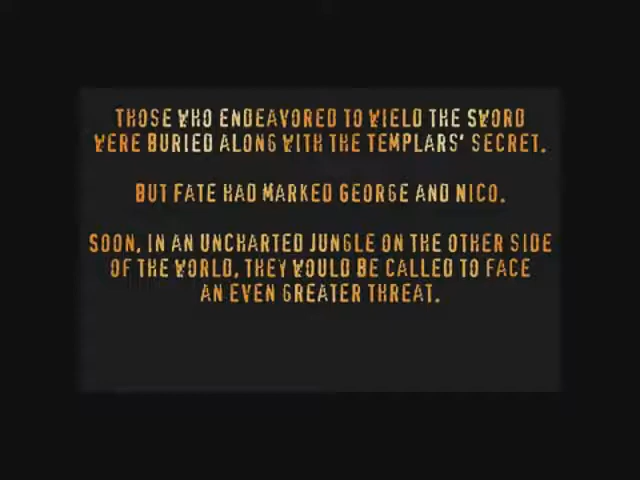 THOSE WHO ENDEAVORED TO WIELD THE SWORD
WERE BURIED ALONG WITH THE TEMPLARS' SECRET.
BUT FATE HAD MARKED GEORGE AND NICO.
SOON, IN AN UNCHARTED JUNGLE ON THE OTHER SIDE
OF THE WORLD, THEY WOULD BE CALLED TO FACE
AN EVEN GREATER THREAT.